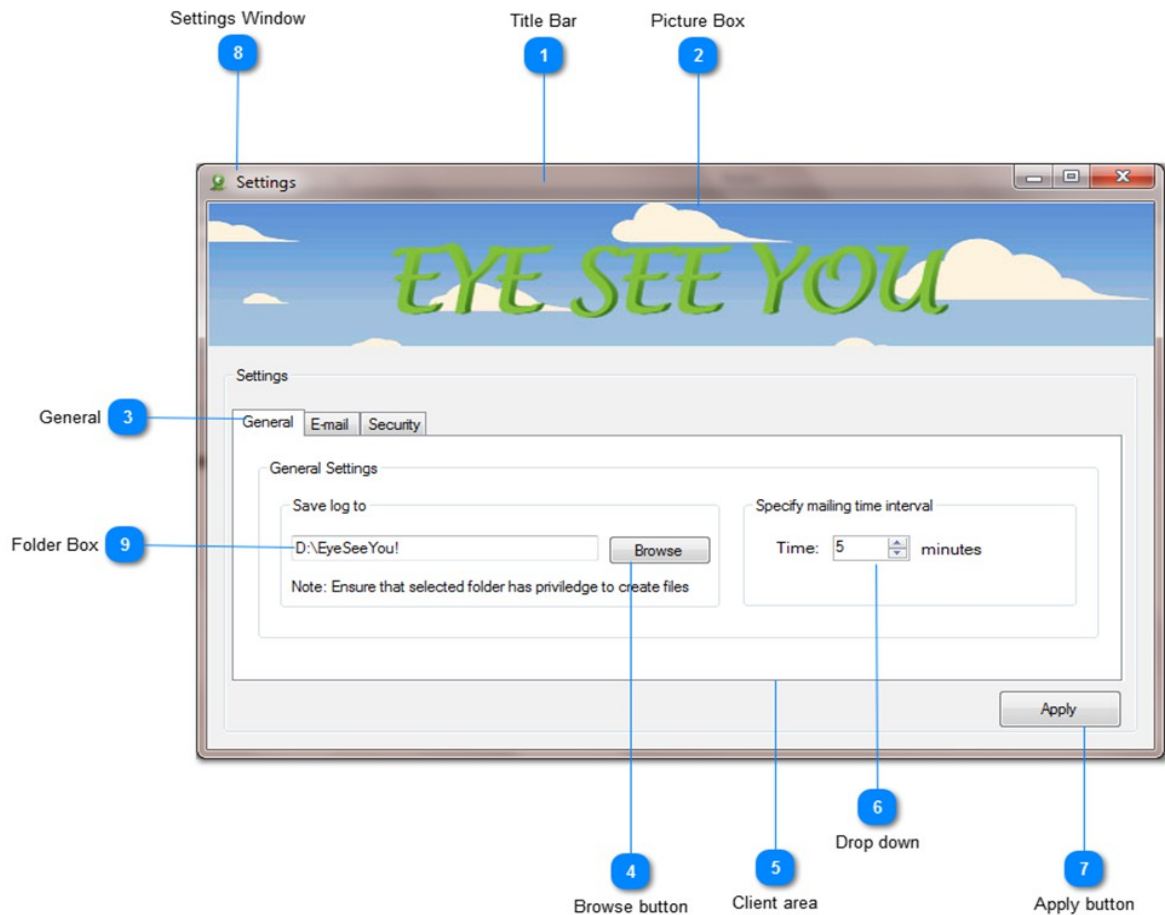 Settings Window
Title Bar
Picture Box
8
1
2
Settings
EYE SEE YOU
Settings
General
3
General
E-mail
Security
General Settings
Save log to
Specify mailing time interval
Folder Box
9
D:\EyeSeeYou!
Browse
Time:
5
minutes
Note: Ensure that selected folder has priviledge to create files
Apply
6
Drop down
4
5
7
Browse button
Client area
Apply button